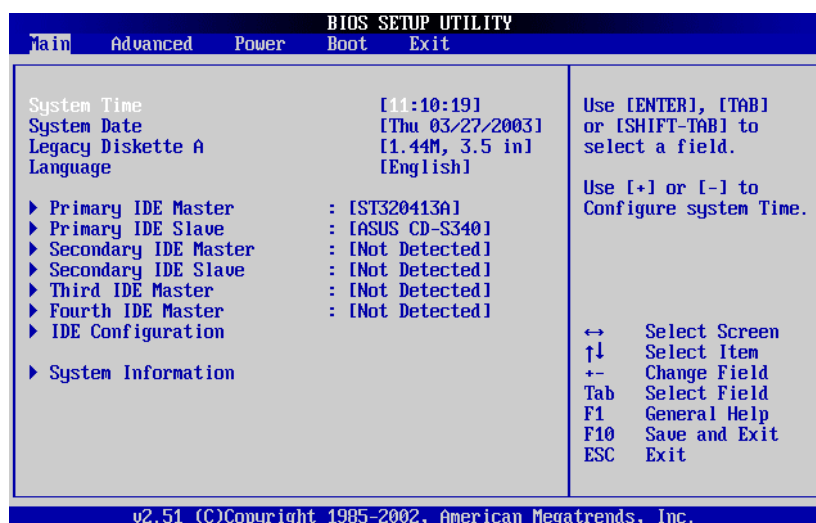 BIOS SETUP UTILITY
Main Advanced Power Boot Exit
System Time [11:10:19]
System Date [Thu 03/27/2003]
Legacy Diskette A [1.44M, 3.5 in]
Language [English]
▶ Primary IDE Master : [ST320413A]
▶ Primary IDE Slave : [ASUS CD-S340]
▶ Secondary IDE Master : [Not Detected]
▶ Secondary IDE Slave : [Not Detected]
▶ Third IDE Master : [Not Detected]
▶ Fourth IDE Master : [Not Detected]
▶ IDE Configuration
▶ System Information
Use [ENTER], [TAB]
or [SHIFT-TAB] to
select a field.
Use [+] or [-] to
Configure system Time.
↔ Select Screen
↑↓ Select Item
+- Change Field
Tab Select Field
F1 General Help
F10 Save and Exit
ESC Exit
v2.51 (C)Copyright 1985-2002, American Megatrends, Inc.